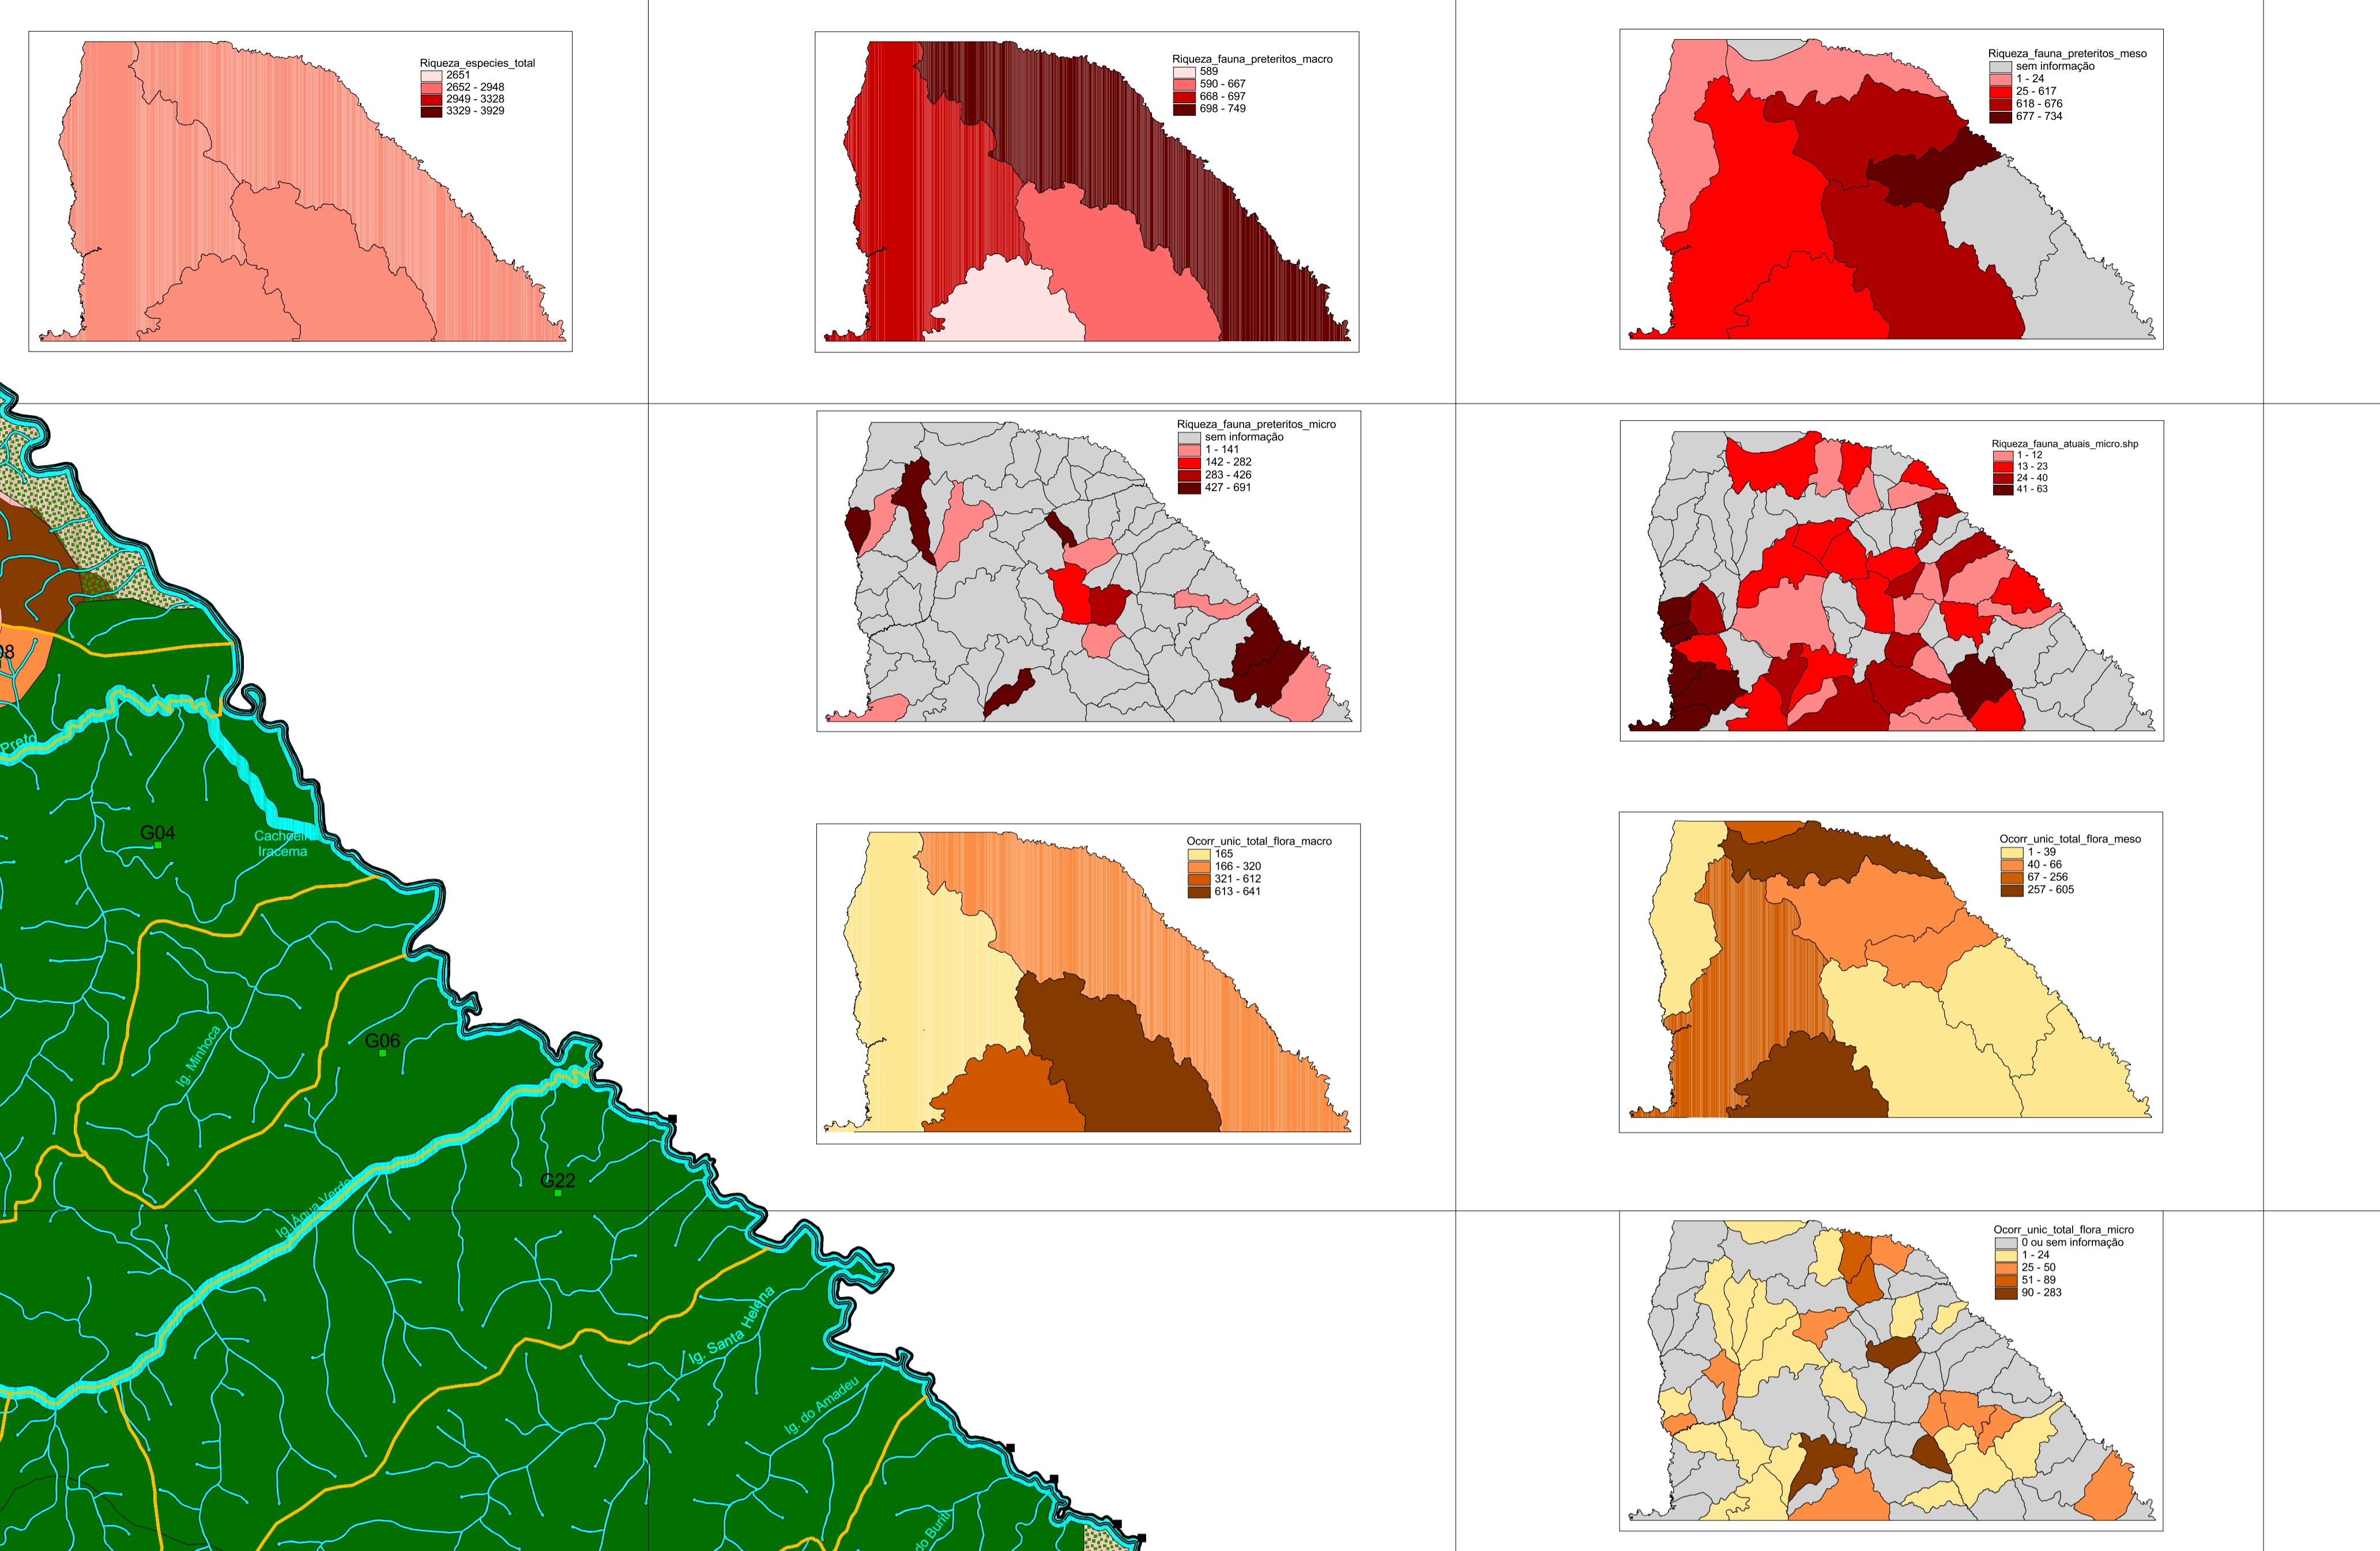 Riqueza_especies_total
2651
2652 - 2948
2949 - 3328
3329 - 3929
Riqueza_fauna_preteritos_macro
589
590 - 667
668 - 697
698 - 749
Riqueza_fauna_preteritos_meso
sem informação
1 - 24
25 - 617
618 - 676
677 - 734
Riqueza_fauna_preteritos_micro
sem informação
1 - 141
142 - 282
283 - 426
427 - 691
Riqueza_fauna_atuais_micro.shp
1 - 12
13 - 23
24 - 40
41 - 63
Preto
G04
Cachoeira
Iracema
Ig. Minhoca
G06
G22
Ig. Água Verde
Ig. Santa Helena
Ig. do Amadeu
do Buriti
Ocorr_unic_total_flora_macro
165
166 - 320
321 - 612
613 - 641
Ocorr_unic_total_flora_meso
1 - 39
40 - 66
67 - 256
257 - 605
Ocorr_unic_total_flora_micro
0 ou sem informação
1 - 24
25 - 50
51 - 89
90 - 283